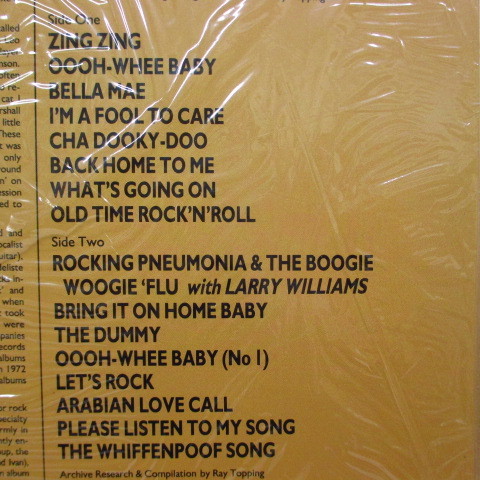 Topping
Side One
ZING ZING
OOOH-WHEE BABY
BELLA MAE
I'M A FOOL TO CARE
CHA DOOKY-DOO
BACK HOME TO ME
WHAT'S GOING ON
OLD TIME ROCK'N'ROLL
Side Two
ROCKING PNEUMONIA & THE BOOGIE
WOOGIE 'FLU with LARRY WILLIAMS
BRING IT ON HOME BABY
THE DUMMY
OOOH-WHEE BABY (No 1)
LET'S ROCK
ARABIAN LOVE CALL
PLEASE LISTEN TO MY SONG
THE WHIFFENPOOF SONG
Archive Research & Compilation by Ray Topping